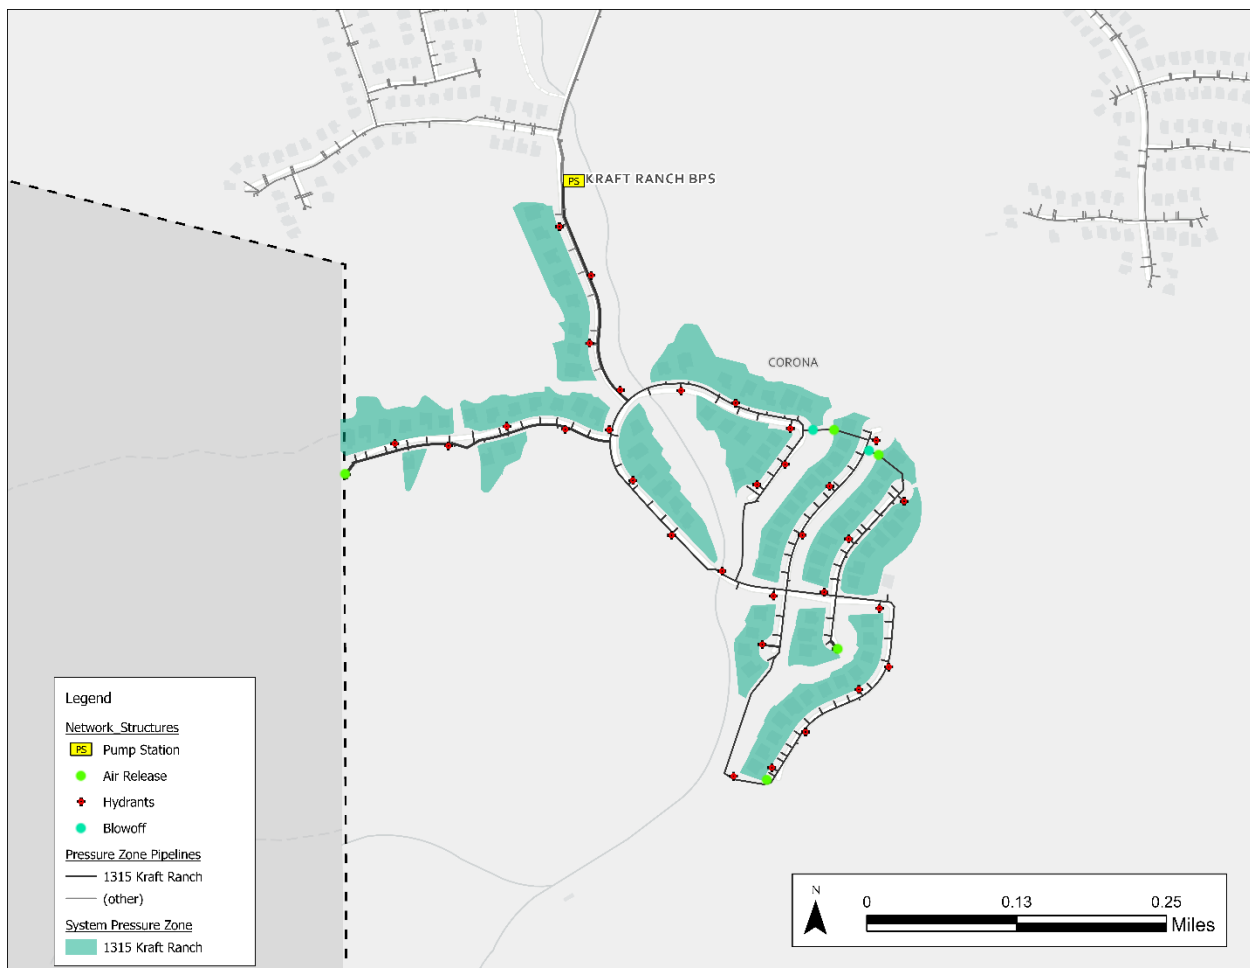 PS KRAFT RANCH BPS
CORONA
Legend
Network_Structures
PS Pump Station
Air Release
Hydrants
Blowoff
Pressure Zone Pipelines
1315 Kraft Ranch
(other)
System Pressure Zone
1315 Kraft Ranch
N
0 0.13 0.25
Miles